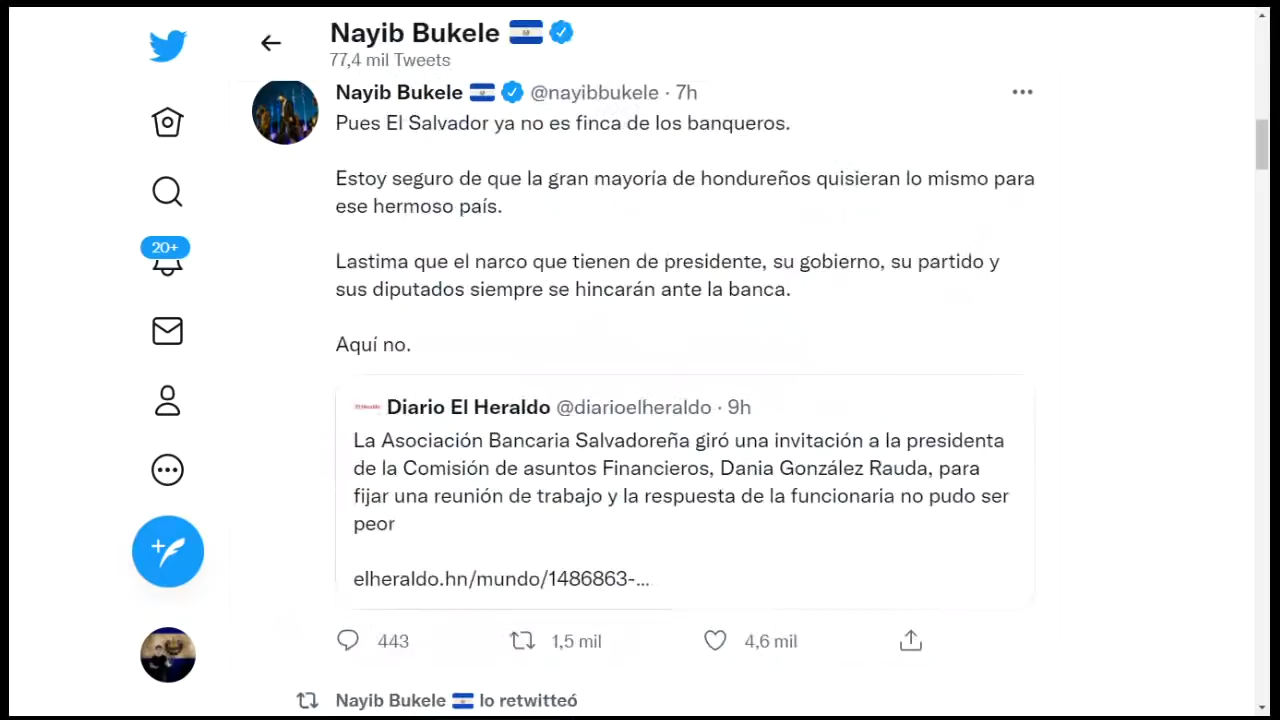 Nayib Bukele
77,4 mil Tweets
Nayib Bukele @nayibbukele · 7h
Pues El Salvador ya no es finca de los banqueros.
Estoy seguro de que la gran mayoría de hondureños quisieran lo mismo para
ese hermoso país.
Lastima que el narco que tienen de presidente, su gobierno, su partido y
sus diputados siempre se hincarán ante la banca.
Aquí no.
20+
El Heraldo Diario El Heraldo @diarioelheraldo · 9h
La Asociación Bancaria Salvadoreña giró una invitación a la presidenta
de la Comisión de asuntos Financieros, Dania González Rauda, para
fijar una reunión de trabajo y la respuesta de la funcionaria no pudo ser
peor
elheraldo.hn/mundo/1486863-...
443 1,5 mil 4,6 mil
Nayib Bukele lo retwitteó